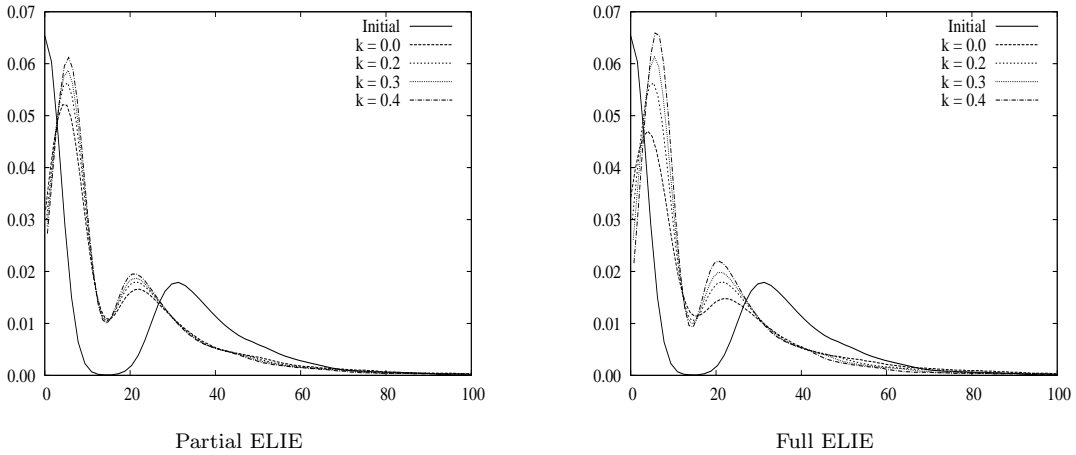 0.07
0.06
0.05
0.04
0.03
0.02
0.01
0.00
0 20 40 60 80 100
Initial
k = 0.0
k = 0.2
k = 0.3
k = 0.4
Partial ELIE
0.07
0.06
0.05
0.04
0.03
0.02
0.01
0.00
0 20 40 60 80 100
Initial
k = 0.0
k = 0.2
k = 0.3
k = 0.4
Full ELIE